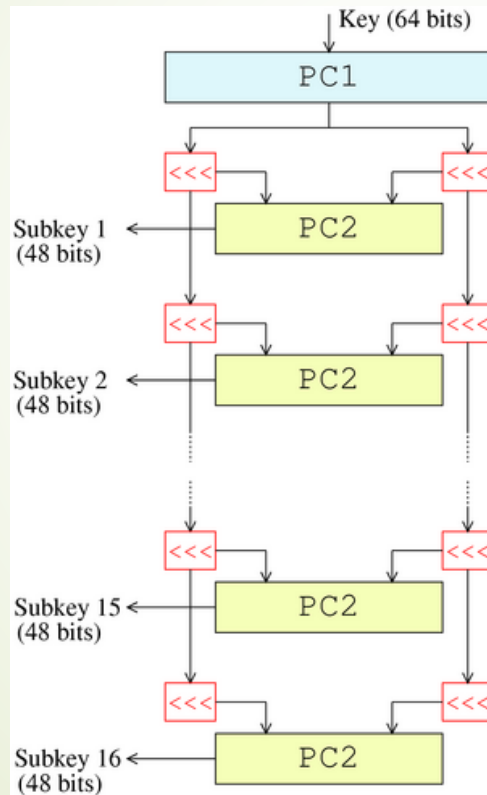 Key (64 bits)
PC1
<<< <<<
Subkey 1 PC2
(48 bits)
<<< <<<
Subkey 2 PC2
(48 bits)
<<< <<<
Subkey 15 PC2
(48 bits)
<<< <<<
Subkey 16 PC2
(48 bits)